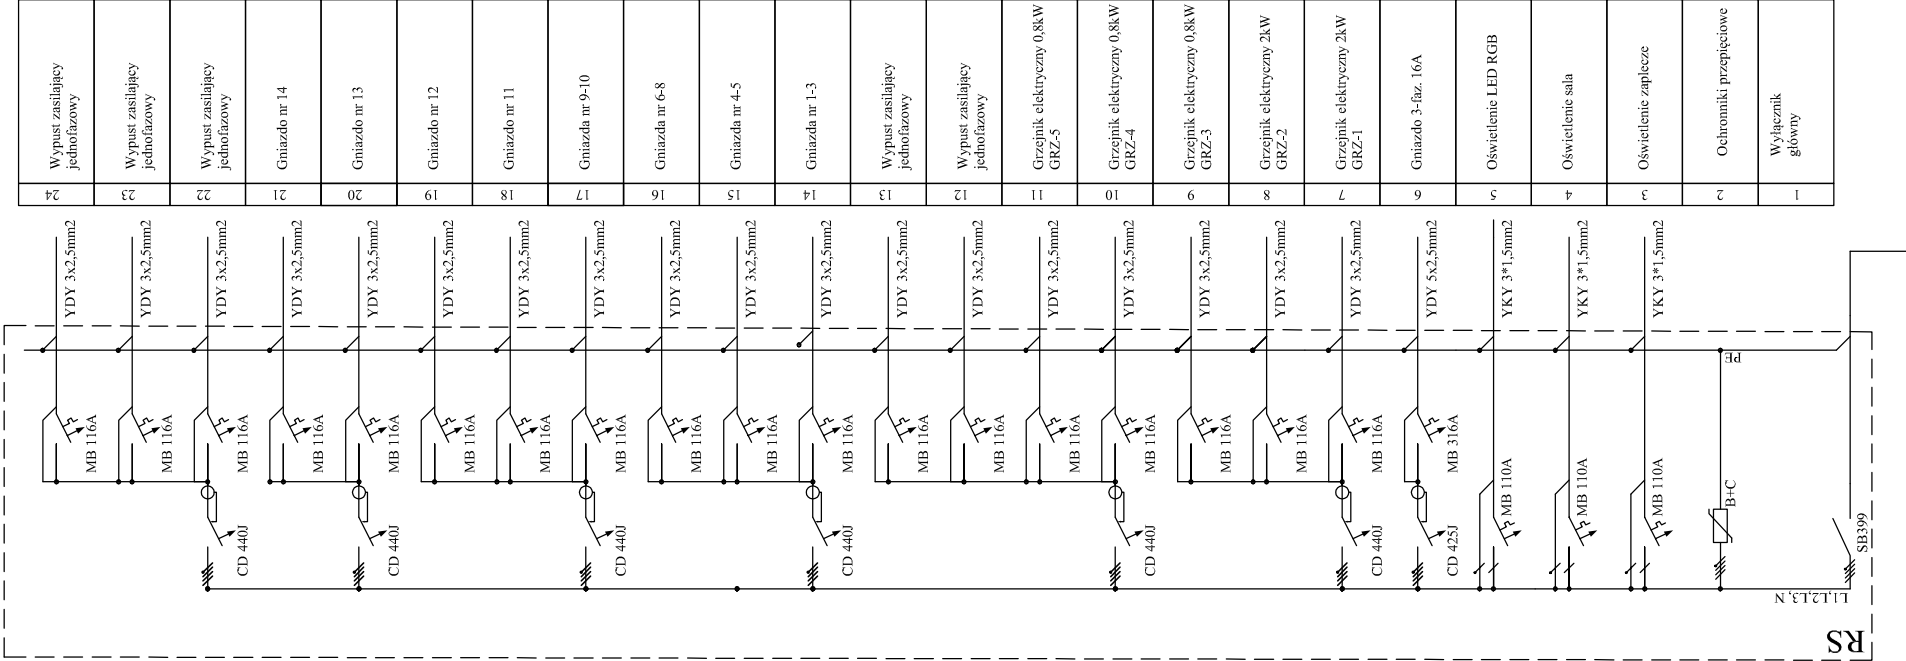 Wypust zasilający
jednofazowy
24
YDY 3x2,5mm2
MB 116A
Wypust zasilający
jednofazowy
23
YDY 3x2,5mm2
MB 116A
Wypust zasilający
jednofazowy
22
YDY 3x2,5mm2
MB 116A
CD 440J
Gniazdo nr 14
21
YDY 3x2,5mm2
MB 116A
Gniazdo nr 13
20
YDY 3x2,5mm2
MB 116A
CD 440J
Gniazdo nr 12
19
YDY 3x2,5mm2
MB 116A
Gniazdo nr 11
18
YDY 3x2,5mm2
MB 116A
Gniazda nr 9-10
17
YDY 3x2,5mm2
MB 116A
CD 440J
Gniazda nr 6-8
16
YDY 3x2,5mm2
MB 116A
Gniazda nr 4-5
15
YDY 3x2,5mm2
MB 116A
Gniazda nr 1-3
14
YDY 3x2,5mm2
MB 116A
CD 440J
Wypust zasilający
jednofazowy
13
YDY 3x2,5mm2
MB 116A
Wypust zasilający
jednofazowy
12
YDY 3x2,5mm2
MB 116A
Grzejnik elektryczny 0,8kW
GRZ-5
11
YDY 3x2,5mm2
MB 116A
Grzejnik elektryczny 0,8kW
GRZ-4
10
YDY 3x2,5mm2
MB 116A
CD 440J
Grzejnik elektryczny 0,8kW
GRZ-3
9
YDY 3x2,5mm2
MB 116A
Grzejnik elektryczny 2kW
GRZ-2
8
YDY 3x2,5mm2
MB 116A
Grzejnik elektryczny 2kW
GRZ-1
7
YDY 3x2,5mm2
MB 116A
CD 440J
Gniazdo 3-faz. 16A
6
YDY 5x2,5mm2
MB 316A
CD 425J
Oświetlenie LED RGB
5
YKY 3*1,5mm2
MB 110A
Oświetlenie sala
4
YKY 3*1,5mm2
MB 110A
Oświetlenie zaplecze
3
YKY 3*1,5mm2
MB 110A
Ochronniki przepięciowe
2
PE
B+C
Wyłącznik
główny
1
SB399
L1,L2,L3, N
RS